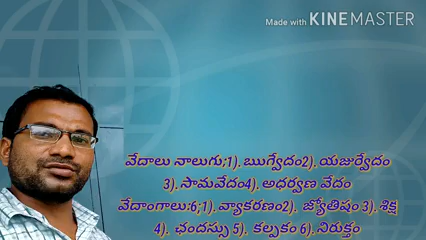 Made with KINEMASTER
వేదాలు నాలుగు;1).ఋగ్వేదం2).యజుర్వేదం
3).సామవేదం4).అధర్వణ వేదం
వేదాంగాలు:6;1).వ్యాకరణం2). జ్యోతిషం 3). శిక్ష
4). ఛందస్సు 5). కల్పకం 6).నిరుక్తం